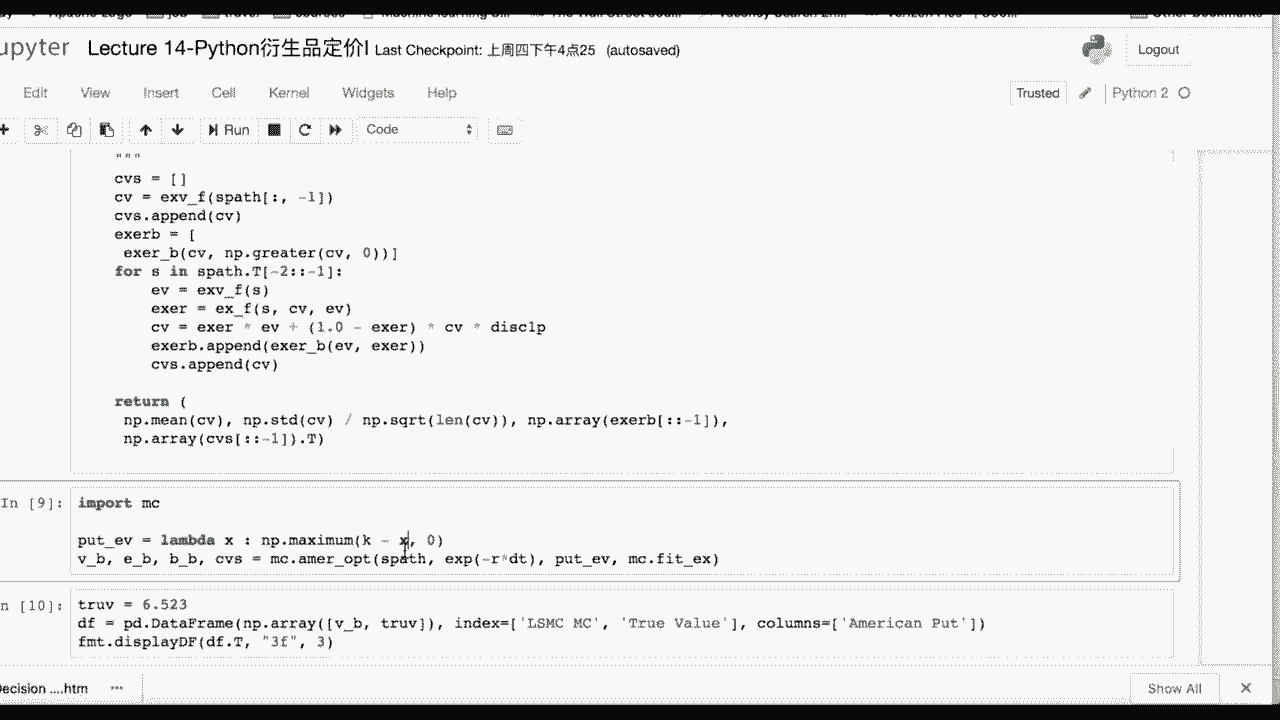 upyter Lecture 14-Python衍生品定价I Last Checkpoint: 上周四下午4点25 (autosaved)
Logout
Edit View Insert Cell Kernel Widgets Help
Trusted Python 2
Run Code
"""
cvs = []
cv = exv_f(spath[:, -1])
cvs.append(cv)
exerb = [
exer_b(cv, np.greater(cv, 0))]
for s in spath.T[-2::-1]:
ev = exv_f(s)
exer = ex_f(s, cv, ev)
cv = exer * ev + (1.0 - exer) * cv * disc1p
exerb.append(exer_b(ev, exer))
cvs.append(cv)
return (
np.mean(cv), np.std(cv) / np.sqrt(len(cv)), np.array(exerb[::-1]),
np.array(cvs[::-1]).T)
In [9]: import mc
put_ev = lambda x : np.maximum(k - x, 0)
v_b, e_b, b_b, cvs = mc.amer_opt(spath, exp(-r*dt), put_ev, mc.fit_ex)
n [10]: truv = 6.523
df = pd.DataFrame(np.array([v_b, truv]), index=['LSMC MC', 'True Value'], columns=['American Put'])
fmt.displayDF(df.T, "3f", 3)
Decision ....htm
Show All